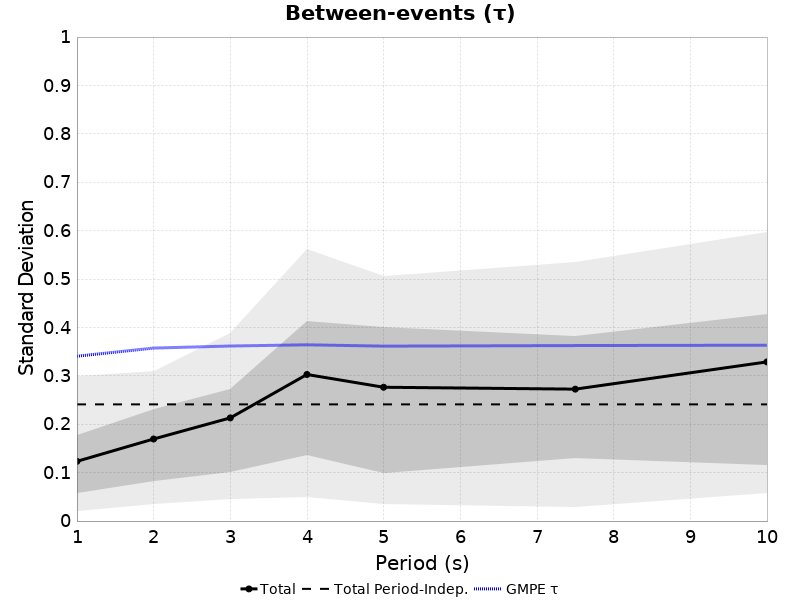 Between-events (τ)
Standard Deviation
1
0.9
0.8
0.7
0.6
0.5
0.4
0.3
0.2
0.1
0
1 2 3 4 5 6 7 8 9 10
Period (s)
Total Total Period-Indep. GMPE τ